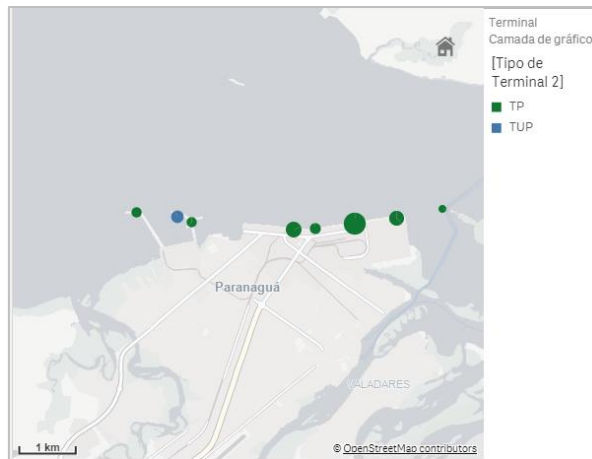 Terminal
Camada de gráfico
[Tipo de
Terminal 2]
TP
TUP
Paranaguá
VALADARES
1 km
© OpenStreetMap contributors